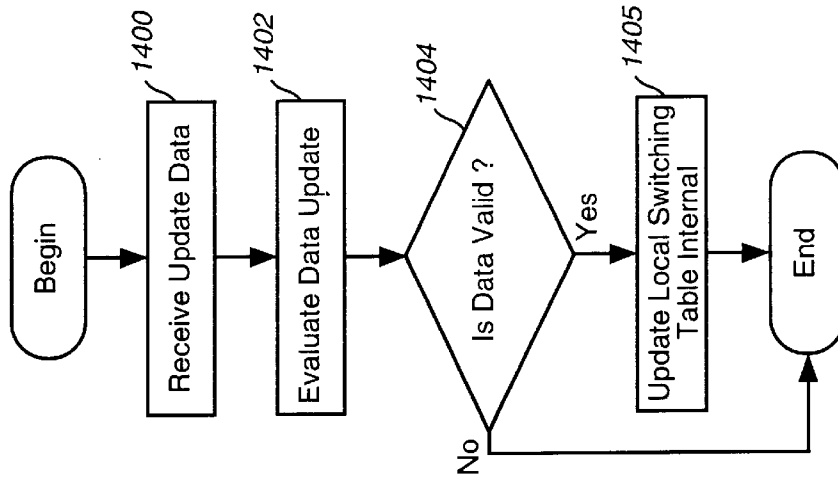 Begin
1400
Receive Update Data
1402
Evaluate Data Update
1404
Is Data Valid ?
No
Yes
1405
Update Local Switching
Table Internal
End